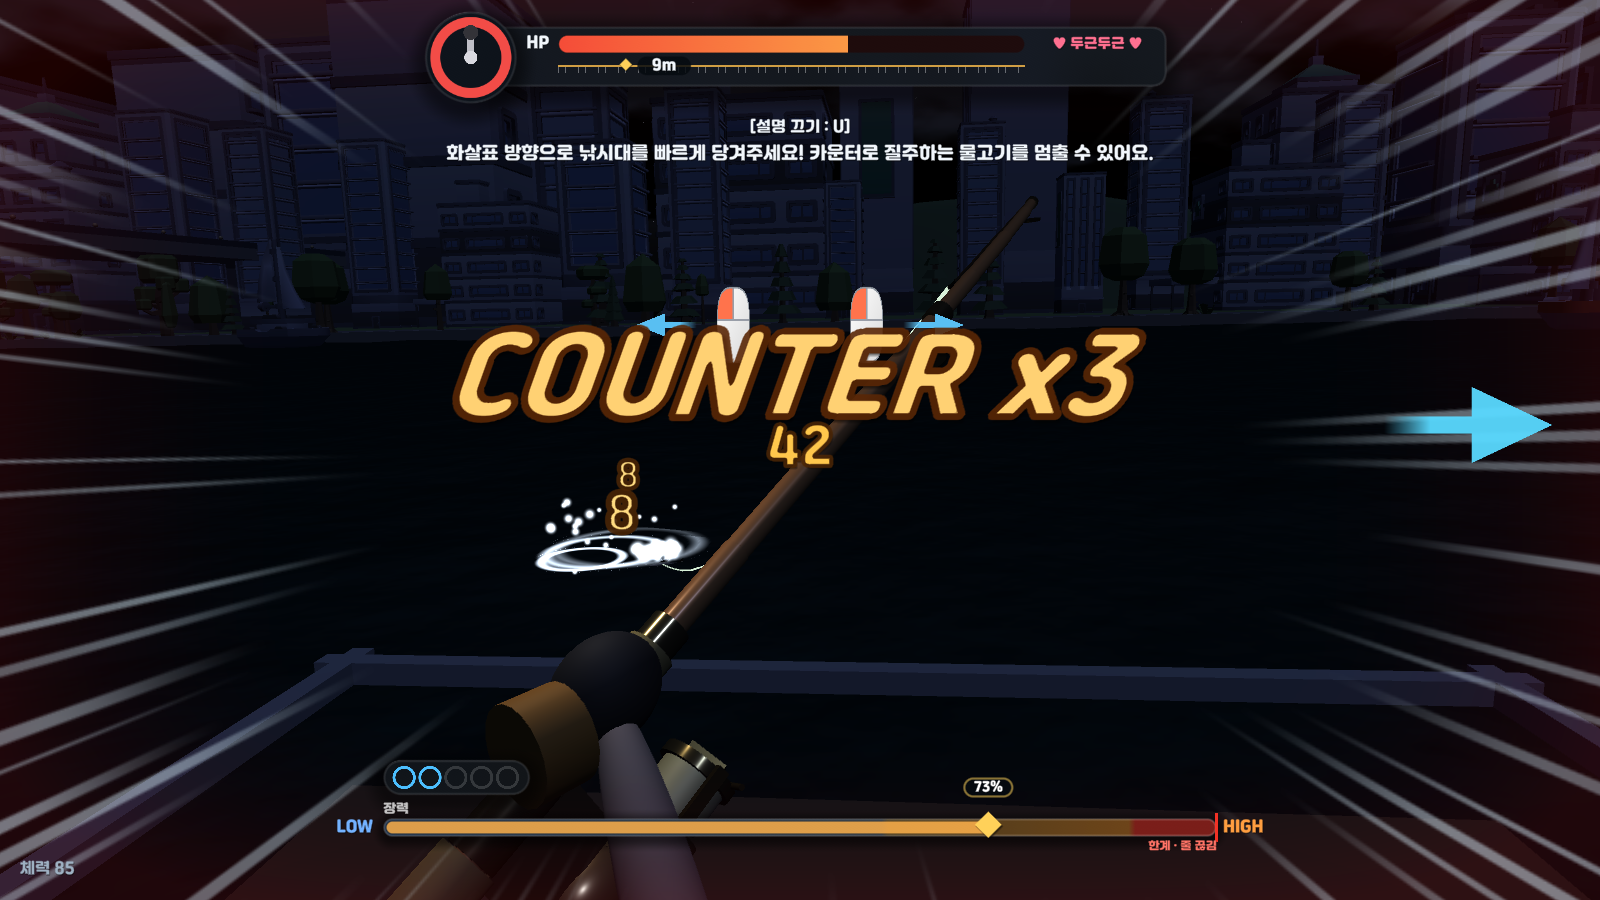 HP
♥ 두근두근 ♥
9m
[설명 끄기 : U]
화살표 방향으로 낚시대를 빠르게 당겨주세요! 카운터로 질주하는 물고기를 멈출 수 있어요.
COUNTER x3
42
8
8
73%
장력
LOW
HIGH
한계 · 줄 끊김
체력 85